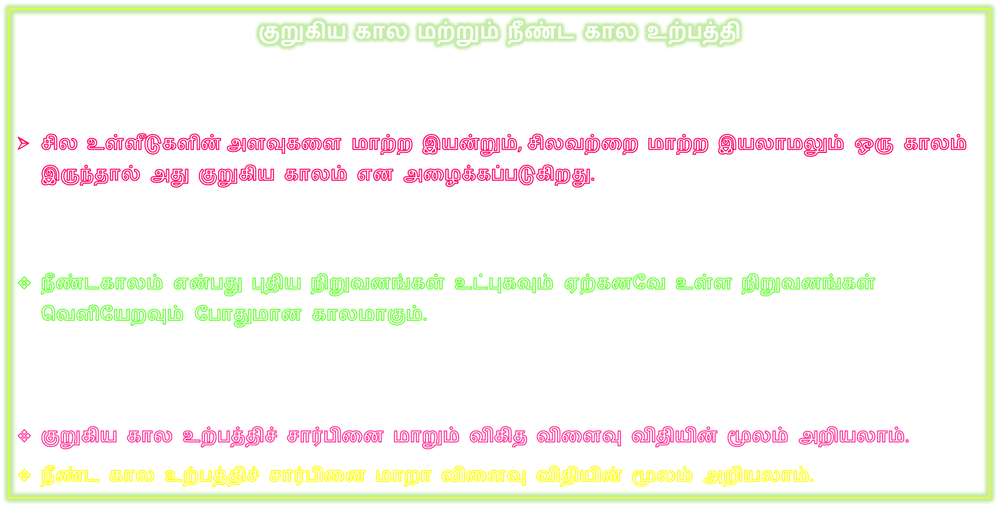 குறுகிய கால மற்றும் நீண்ட கால உற்பத்தி
➢ சில உள்ளீடுகளின் அளவுகளை மாற்ற இயன்றும், சிலவற்றை மாற்ற இயலாமலும் ஒரு காலம்
இருந்தால் அது குறுகிய காலம் என அழைக்கப்படுகிறது.
❖ நீண்டகாலம் என்பது புதிய நிறுவனங்கள் உட்புகவும் ஏற்கனவே உள்ள நிறுவனங்கள்
வெளியேறவும் போதுமான காலமாகும்.
❖ குறுகிய கால உற்பத்திச் சார்பினை மாறும் விகித விளைவு விதியின் மூலம் அறியலாம்.
❖ நீண்ட கால உற்பத்திச் சார்பினை மாறா விளைவு விதியின் மூலம் அறியலாம்.